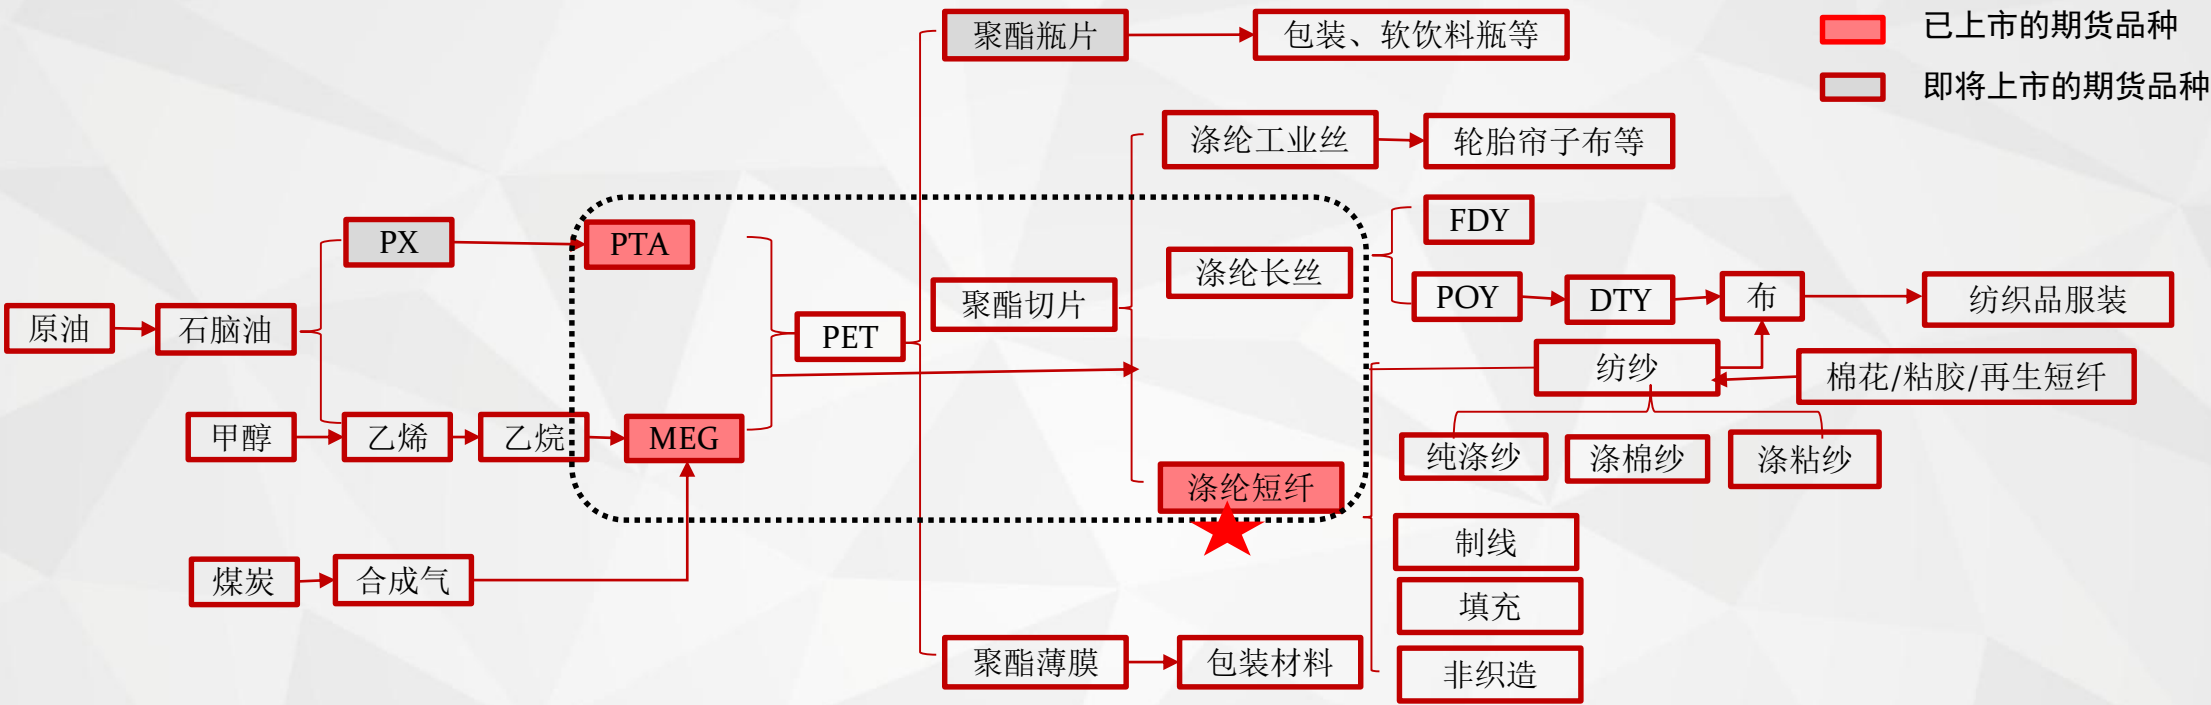 聚酯瓶片
包装、软饮料瓶等
已上市的期货品种
即将上市的期货品种
涤纶工业丝
轮胎帘子布等
PX
PTA
FDY
涤纶长丝
聚酯切片
POY
DTY
布
纺织品服装
原油
石脑油
PET
纺纱
棉花/粘胶/再生短纤
甲醇
乙烯
乙烷
MEG
纯涤纱
涤棉纱
涤粘纱
涤纶短纤
制线
煤炭
合成气
填充
聚酯薄膜
包装材料
非织造